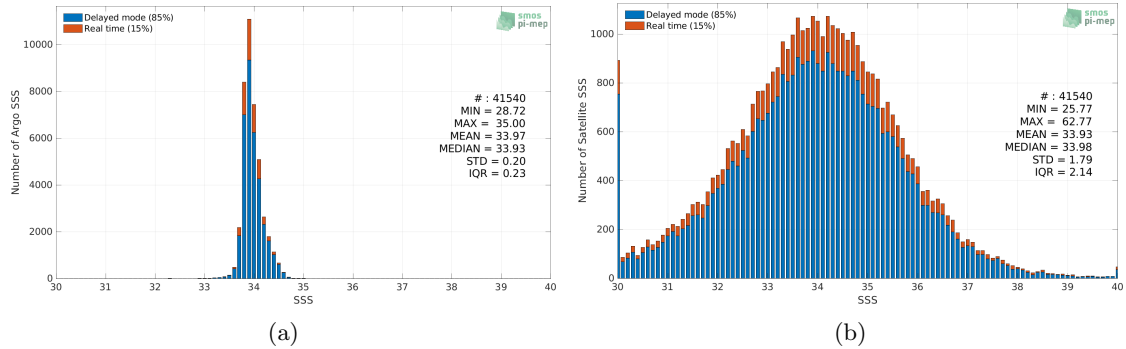 Delayed mode (85%)
Real time (15%)
smos
pi-mep
Number of Argo SSS
10000
8000
6000
4000
2000
0
# : 41540
MIN = 28.72
MAX = 35.00
MEAN = 33.97
MEDIAN = 33.93
STD = 0.20
IQR = 0.23
30 31 32 33 34 35 36 37 38 39 40
SSS
(a)
Delayed mode (85%)
Real time (15%)
smos
pi-mep
Number of Satellite SSS
1000
800
600
400
200
0
# : 41540
MIN = 25.77
MAX = 62.77
MEAN = 33.93
MEDIAN = 33.98
STD = 1.79
IQR = 2.14
30 31 32 33 34 35 36 37 38 39 40
SSS
(b)